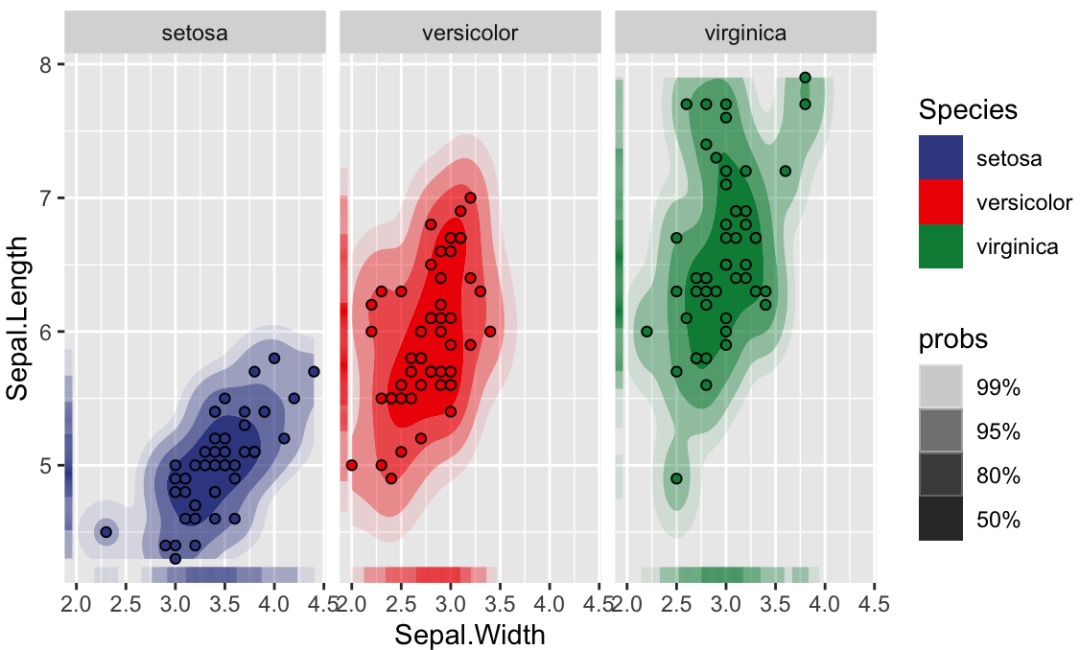 setosa
versicolor
virginica
8
7
6
5
Sepal.Length
2.0 2.5 3.0 3.5 4.0 4.5
2.0 2.5 3.0 3.5 4.0 4.5
2.0 2.5 3.0 3.5 4.0 4.5
Sepal.Width
Species
setosa
versicolor
virginica
probs
99%
95%
80%
50%